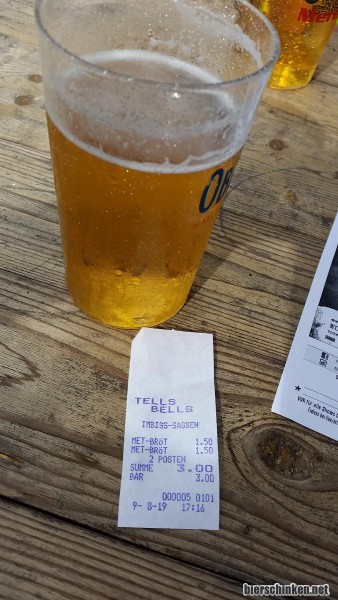 TELLS
BELLS
IMBISS-SASSEN
MET-BRöT 1.50
MET-BRöT 1.50
2 POSTEN
SUMME 3.00
BAR 3.00
000005 0101
9- 8-19 17:16
bierschinken.net